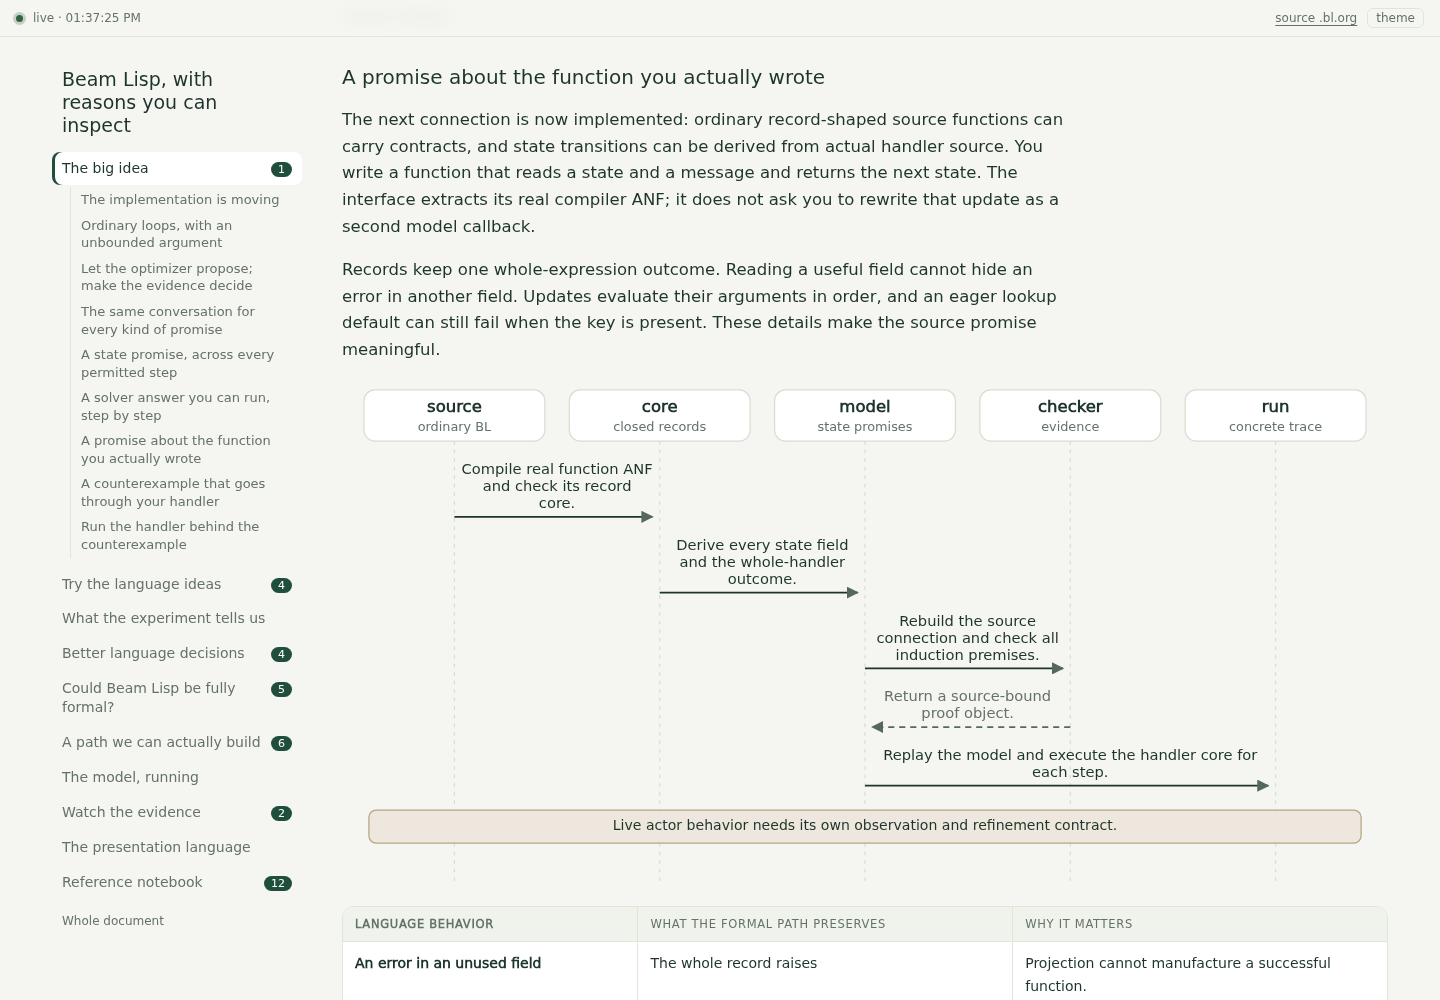 live · 01:37:25 PM
source .bl.org
theme
Beam Lisp, with
reasons you can
inspect
The big idea
1
The implementation is moving
Ordinary loops, with an
unbounded argument
Let the optimizer propose;
make the evidence decide
The same conversation for
every kind of promise
A state promise, across every
permitted step
A solver answer you can run,
step by step
A promise about the function
you actually wrote
A counterexample that goes
through your handler
Run the handler behind the
counterexample
Try the language ideas
4
What the experiment tells us
Better language decisions
4
Could Beam Lisp be fully
formal?
5
A path we can actually build
6
The model, running
Watch the evidence
2
The presentation language
Reference notebook
12
Whole document
A promise about the function you actually wrote
The next connection is now implemented: ordinary record-shaped source functions can
carry contracts, and state transitions can be derived from actual handler source. You
write a function that reads a state and a message and returns the next state. The
interface extracts its real compiler ANF; it does not ask you to rewrite that update as a
second model callback.
Records keep one whole-expression outcome. Reading a useful field cannot hide an
error in another field. Updates evaluate their arguments in order, and an eager lookup
default can still fail when the key is present. These details make the source promise
meaningful.
source
ordinary BL
core
closed records
model
state promises
checker
evidence
run
concrete trace
Compile real function ANF
and check its record
core.
Derive every state field
and the whole-handler
outcome.
Rebuild the source
connection and check all
induction premises.
Return a source-bound
proof object.
Replay the model and execute the handler core for
each step.
Live actor behavior needs its own observation and refinement contract.
LANGUAGE BEHAVIOR
WHAT THE FORMAL PATH PRESERVES
WHY IT MATTERS
An error in an unused field
The whole record raises
Projection cannot manufacture a successful
function.